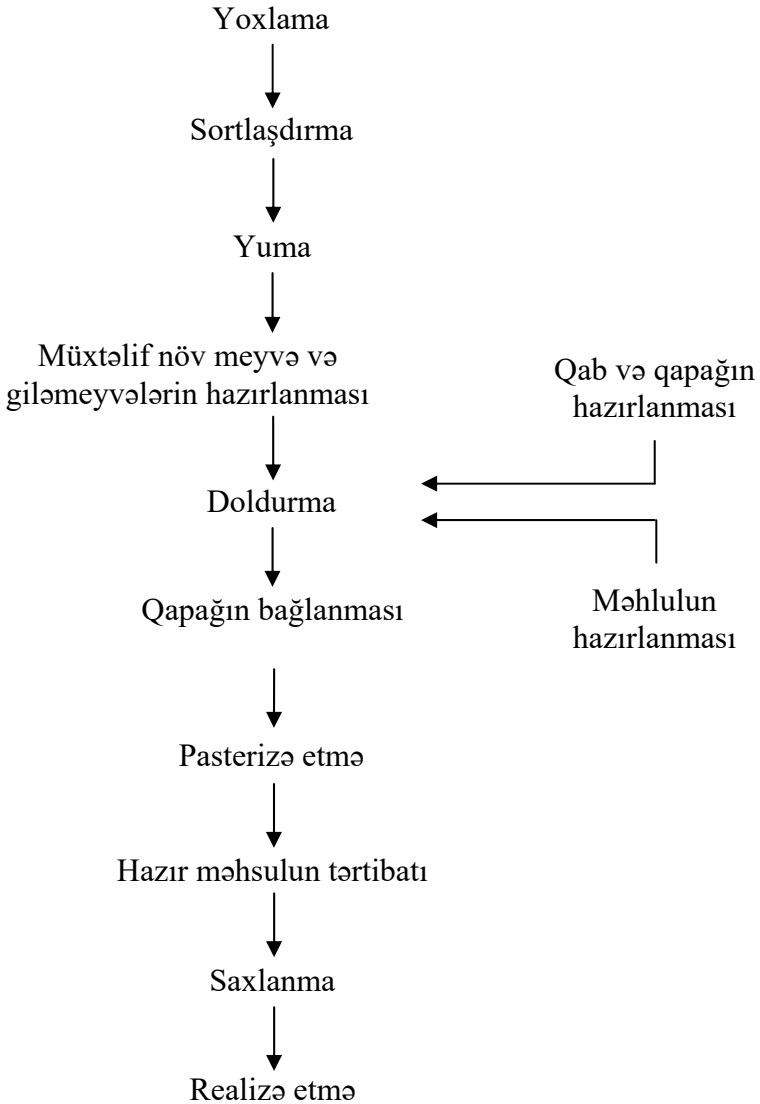 Yoxlama
Sortlaşdırma
Yuma
Müxtəlif növ meyvə və
giləmeyvələrin hazırlanması
Qab və qapağın
hazırlanması
Doldurma
Qapağın bağlanması
Məhlulun
hazırlanması
Pasterizə etmə
Hazır məhsulun tərtibatı
Saxlanma
Realizə etmə